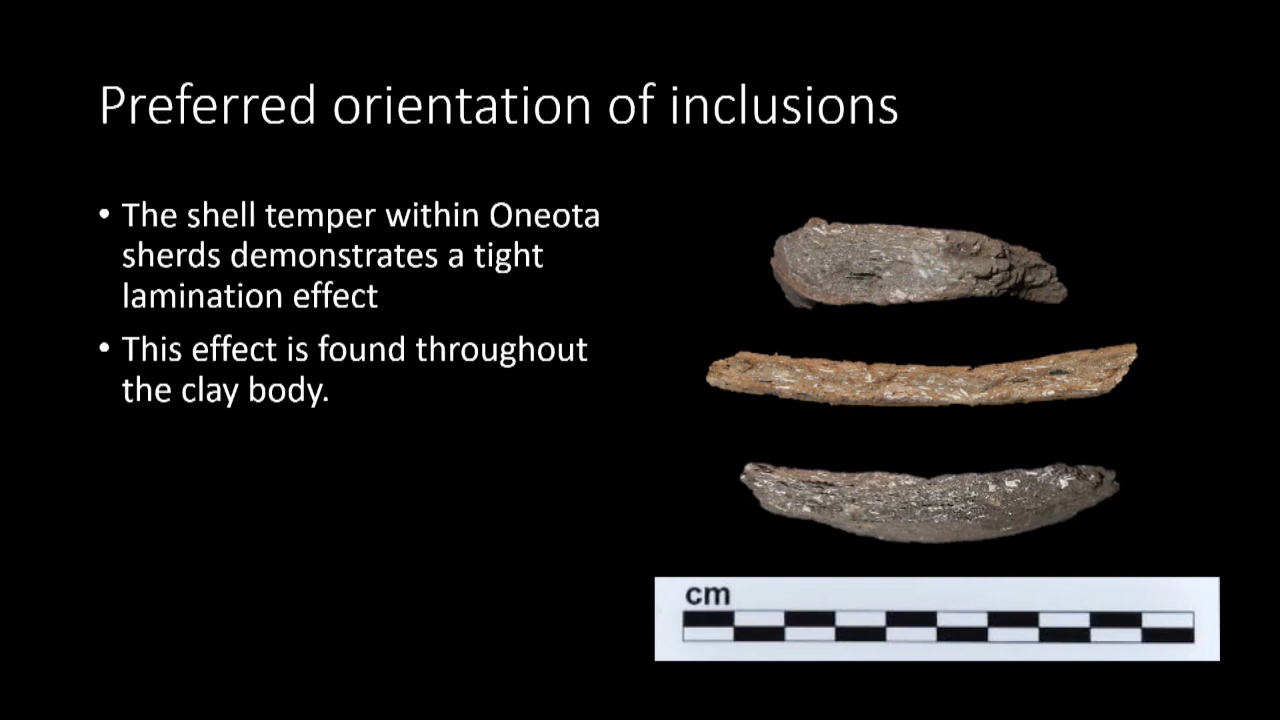 Preferred orientation of inclusions
• The shell temper within Oneota
sherds demonstrates a tight
lamination effect
• This effect is found throughout
the clay body.
cm